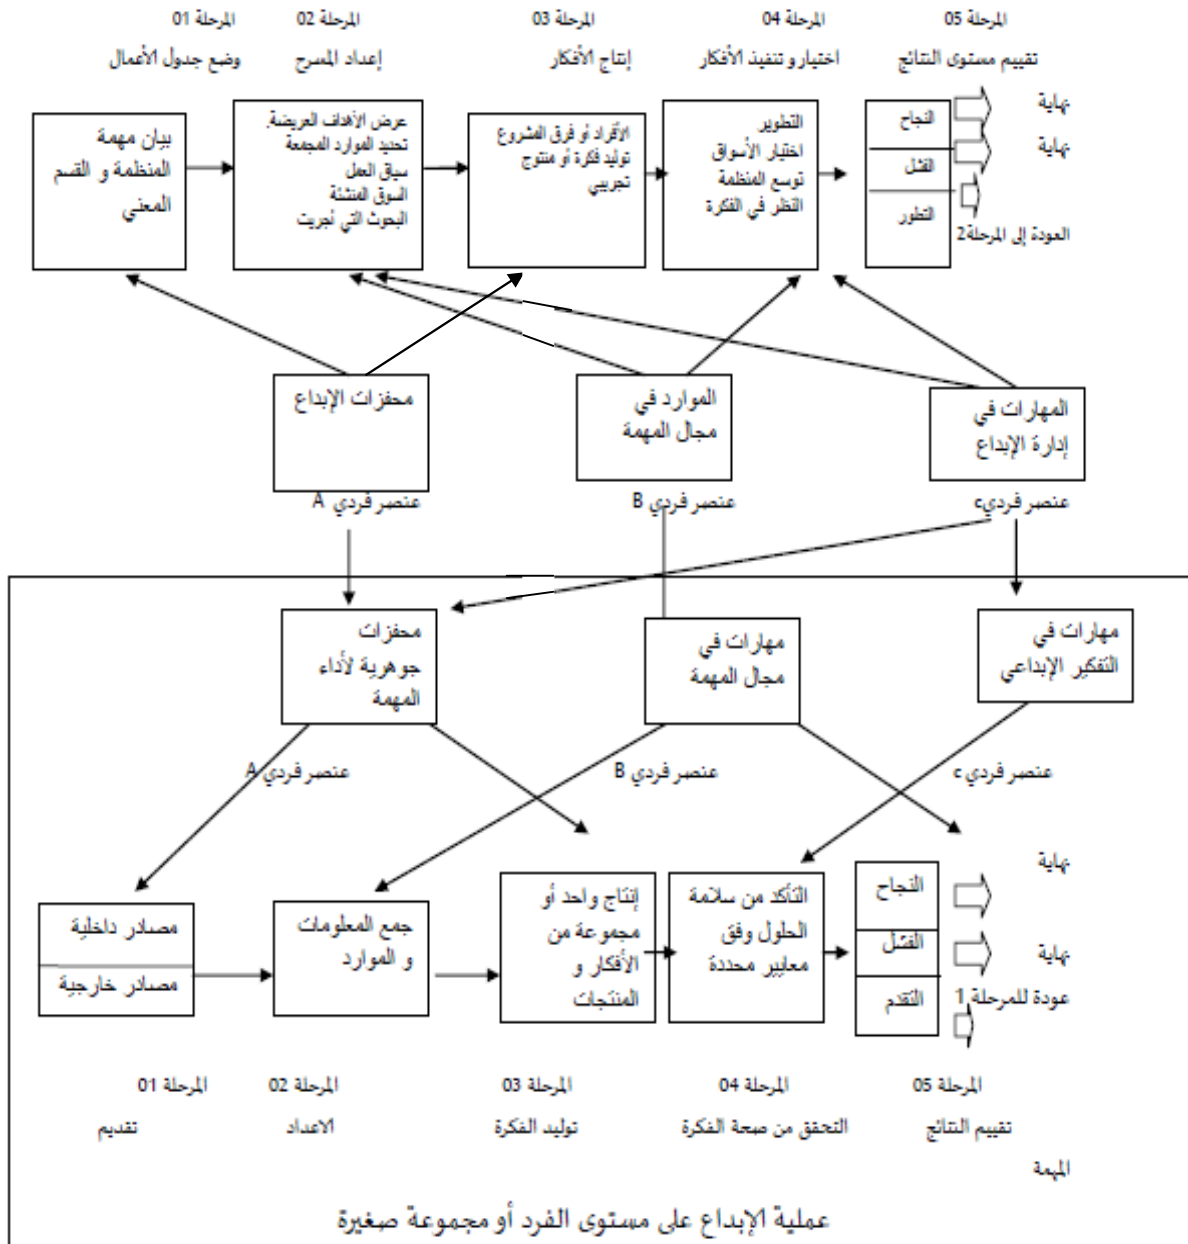 المرحلة 01
المرحلة 02
المرحلة 03
المرحلة 04
المرحلة 05
وضع جدول الأعمال
إعداد المسرح
إنتاج الأفكار
اختيار و تنفيذ الأفكار
تقييم مستوى النتائج
بيان مهمة
المنظمة و القسم
المعني
عرض الأهداف العريضة.
تحديد الموارد المجمعة
سياق العمل
السوق المنشئة
البحوث التي أجريت
الأفراد أو فرق المشروع
توليد فكرة أو منتوج
تجريبي
التطوير
اختيار الأسواق
توسع المنظمة
النظر في الفكرة
النجاح
الفشل
التطور
نهاية
نهاية
العودة إلى المرحلة2
محفزات الإبداع
الموارد في
مجال المهمة
المهارات في
إدارة الإبداع
عنصر فردي A
عنصر فردي B
عنصر فرديc
محفزات
جوهرية لأداء
المهمة
مهارات في
مجال المهمة
مهارات في
التفكير الإبداعي
عنصر فردي A
عنصر فردي B
عنصر فردي c
مصادر داخلية
مصادر خارجية
جمع المعلومات
و الموارد
إنتاج واحد أو
مجموعة من
الأفكار و
المنتجات
التأكد من سلامة
الحلول وفق
معايير محددة
النجاح
الفشل
التقدم
نهاية
نهاية
عودة للمرحلة 1
المرحلة 01
المرحلة 02
المرحلة 03
المرحلة 04
المرحلة 05
تقديم
الاعداد
توليد الفكرة
التحقق من صحة الفكرة
تقييم النتائج
المهمة
عملية الإبداع على مستوى الفرد أو مجموعة صغيرة